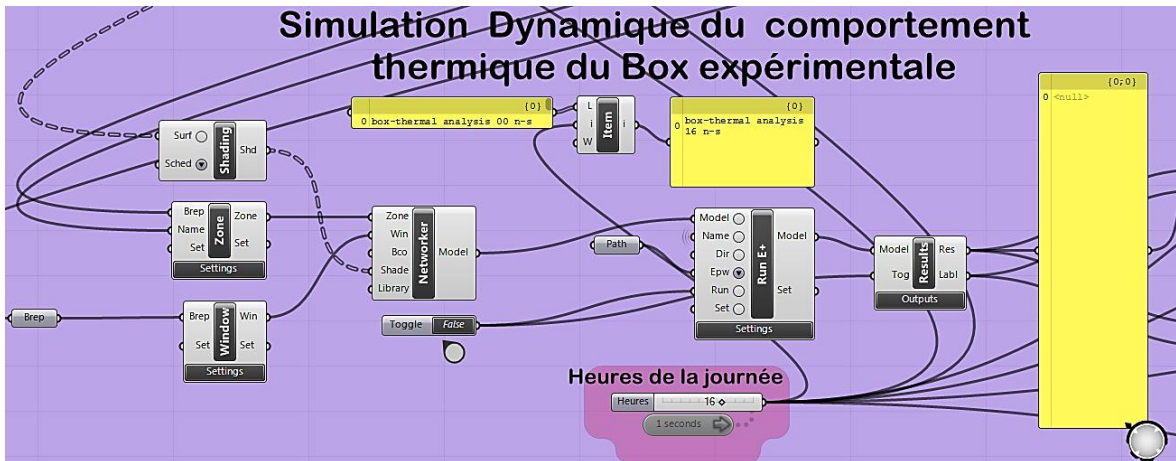 Simulation Dynamique du comportement
thermique du Box expérimentale
{0}
0 box-thermal analysis 00 n-s
L
i
W
Item
i
{0}
0 box-thermal analysis
16 n-s
{0;0}
0 <null>
Surf
Sched
Shading
Shd
Brep
Name
Set
Zone
Zone
Set
Settings
Zone
Win
Bco
Shade
Library
Networker
Model
Path
Model
Name
Dir
Epw
Run
Set
Run E+
Model
Set
Settings
Model
Tog
Results
Res
Labl
Outputs
Brep
Brep
Set
Window
Win
Set
Settings
Toggle False
Heures de la journée
Heures 16
1 seconds